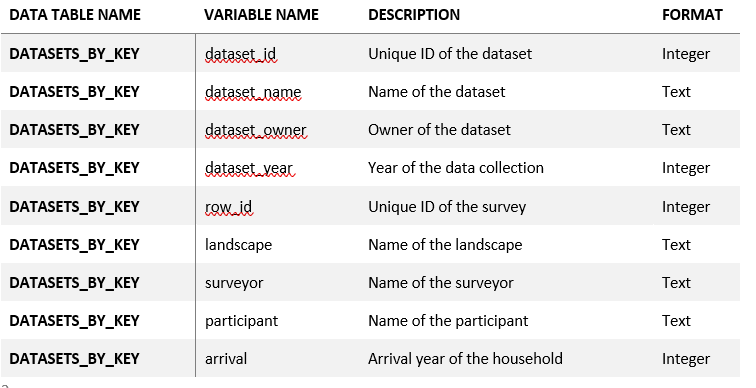 DATA TABLE NAME VARIABLE NAME DESCRIPTION FORMAT
DATASETS_BY_KEY dataset_id Unique ID of the dataset Integer
DATASETS_BY_KEY dataset_name Name of the dataset Text
DATASETS_BY_KEY dataset_owner Owner of the dataset Text
DATASETS_BY_KEY dataset_year Year of the data collection Integer
DATASETS_BY_KEY row_id Unique ID of the survey Integer
DATASETS_BY_KEY landscape Name of the landscape Text
DATASETS_BY_KEY surveyor Name of the surveyor Text
DATASETS_BY_KEY participant Name of the participant Text
DATASETS_BY_KEY arrival Arrival year of the household Integer